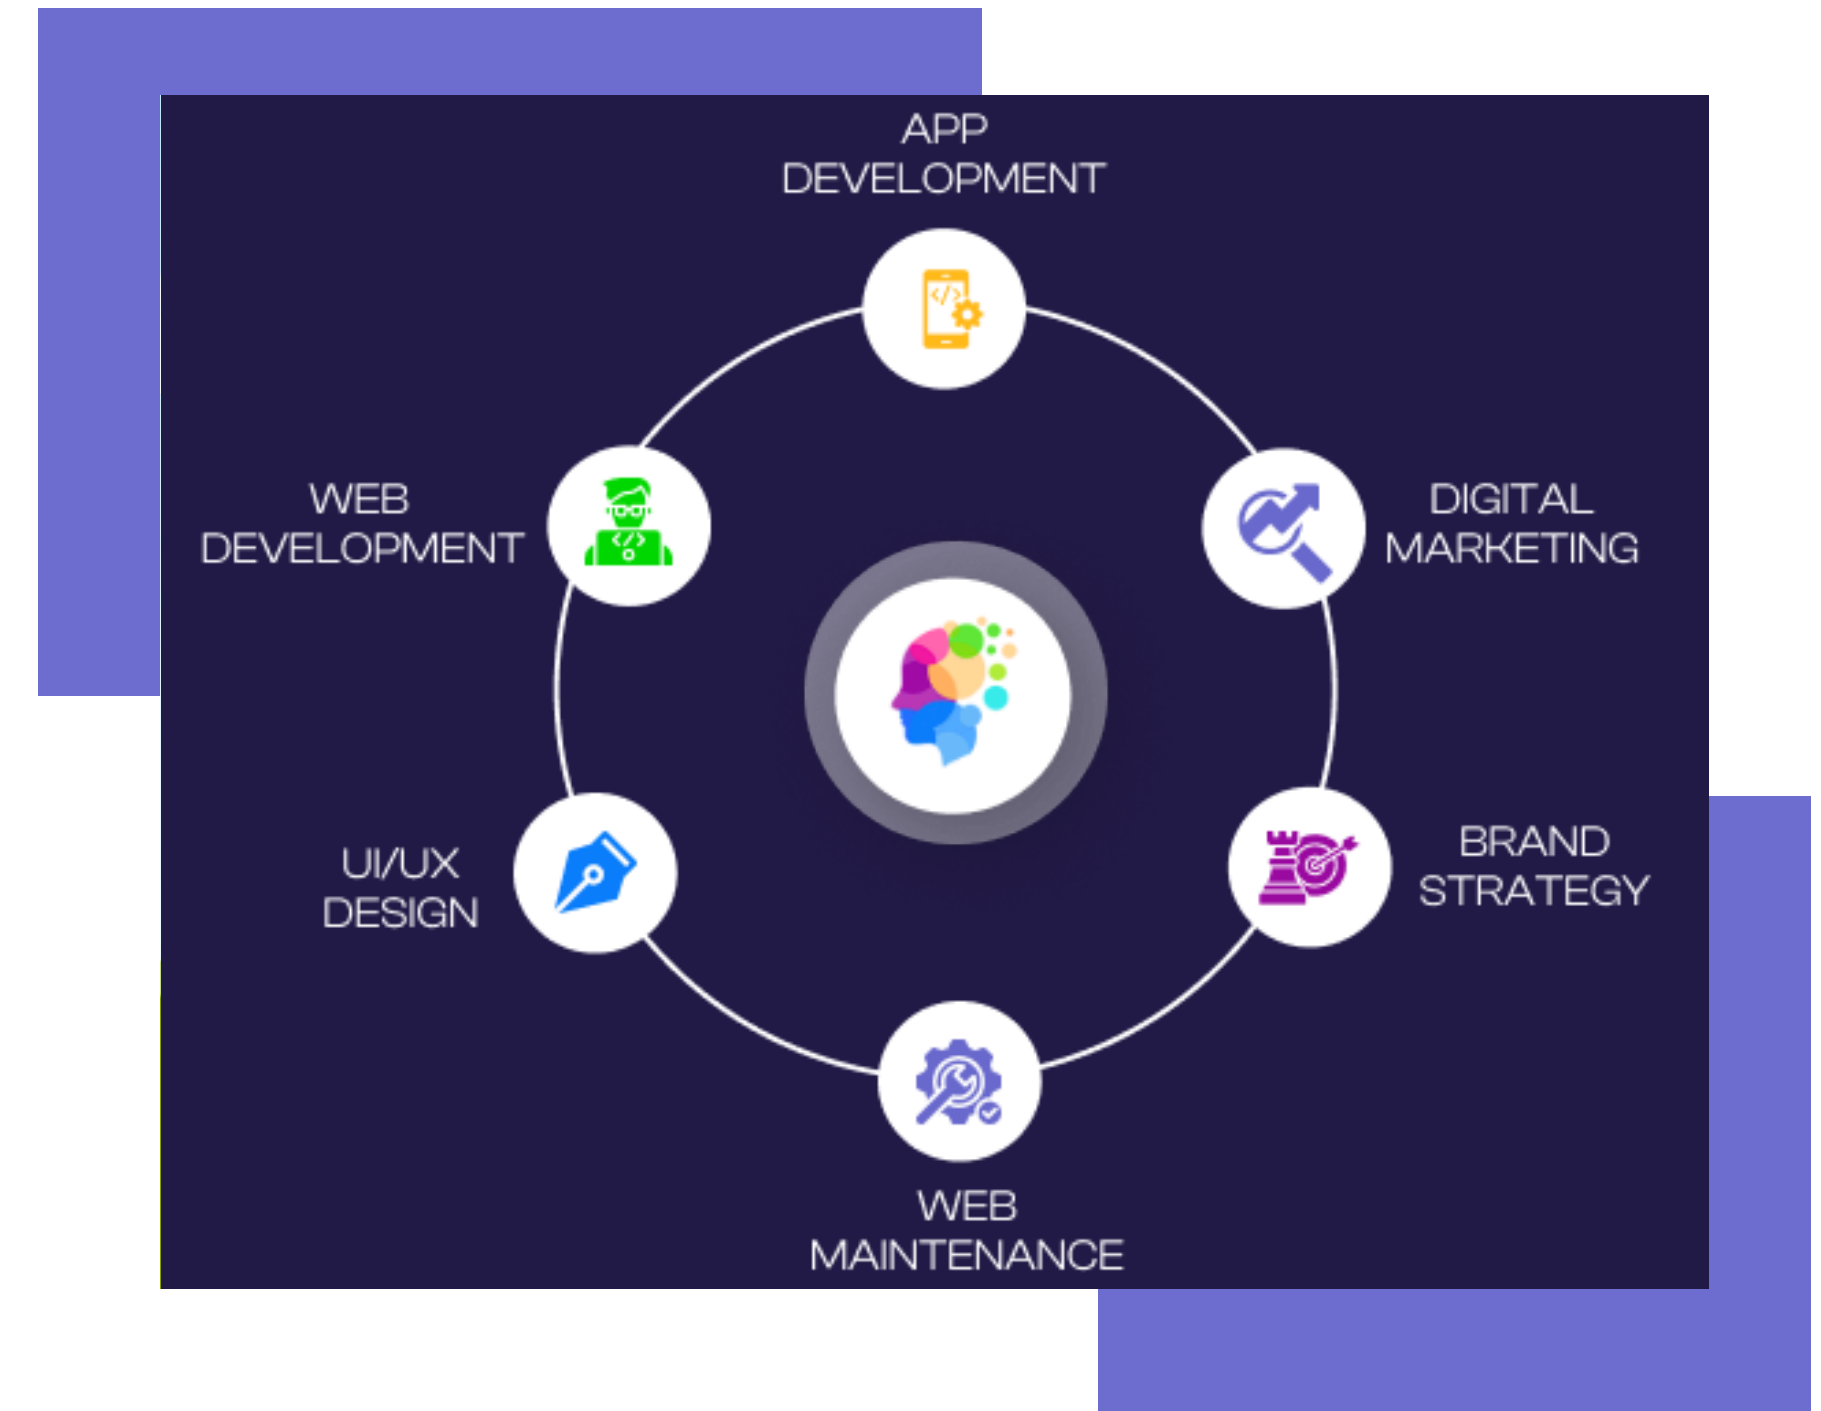 APP
DEVELOPMENT
WEB
DEVELOPMENT
DIGITAL
MARKETING
UI/UX
DESIGN
BRAND
STRATEGY
WEB
MAINTENANCE